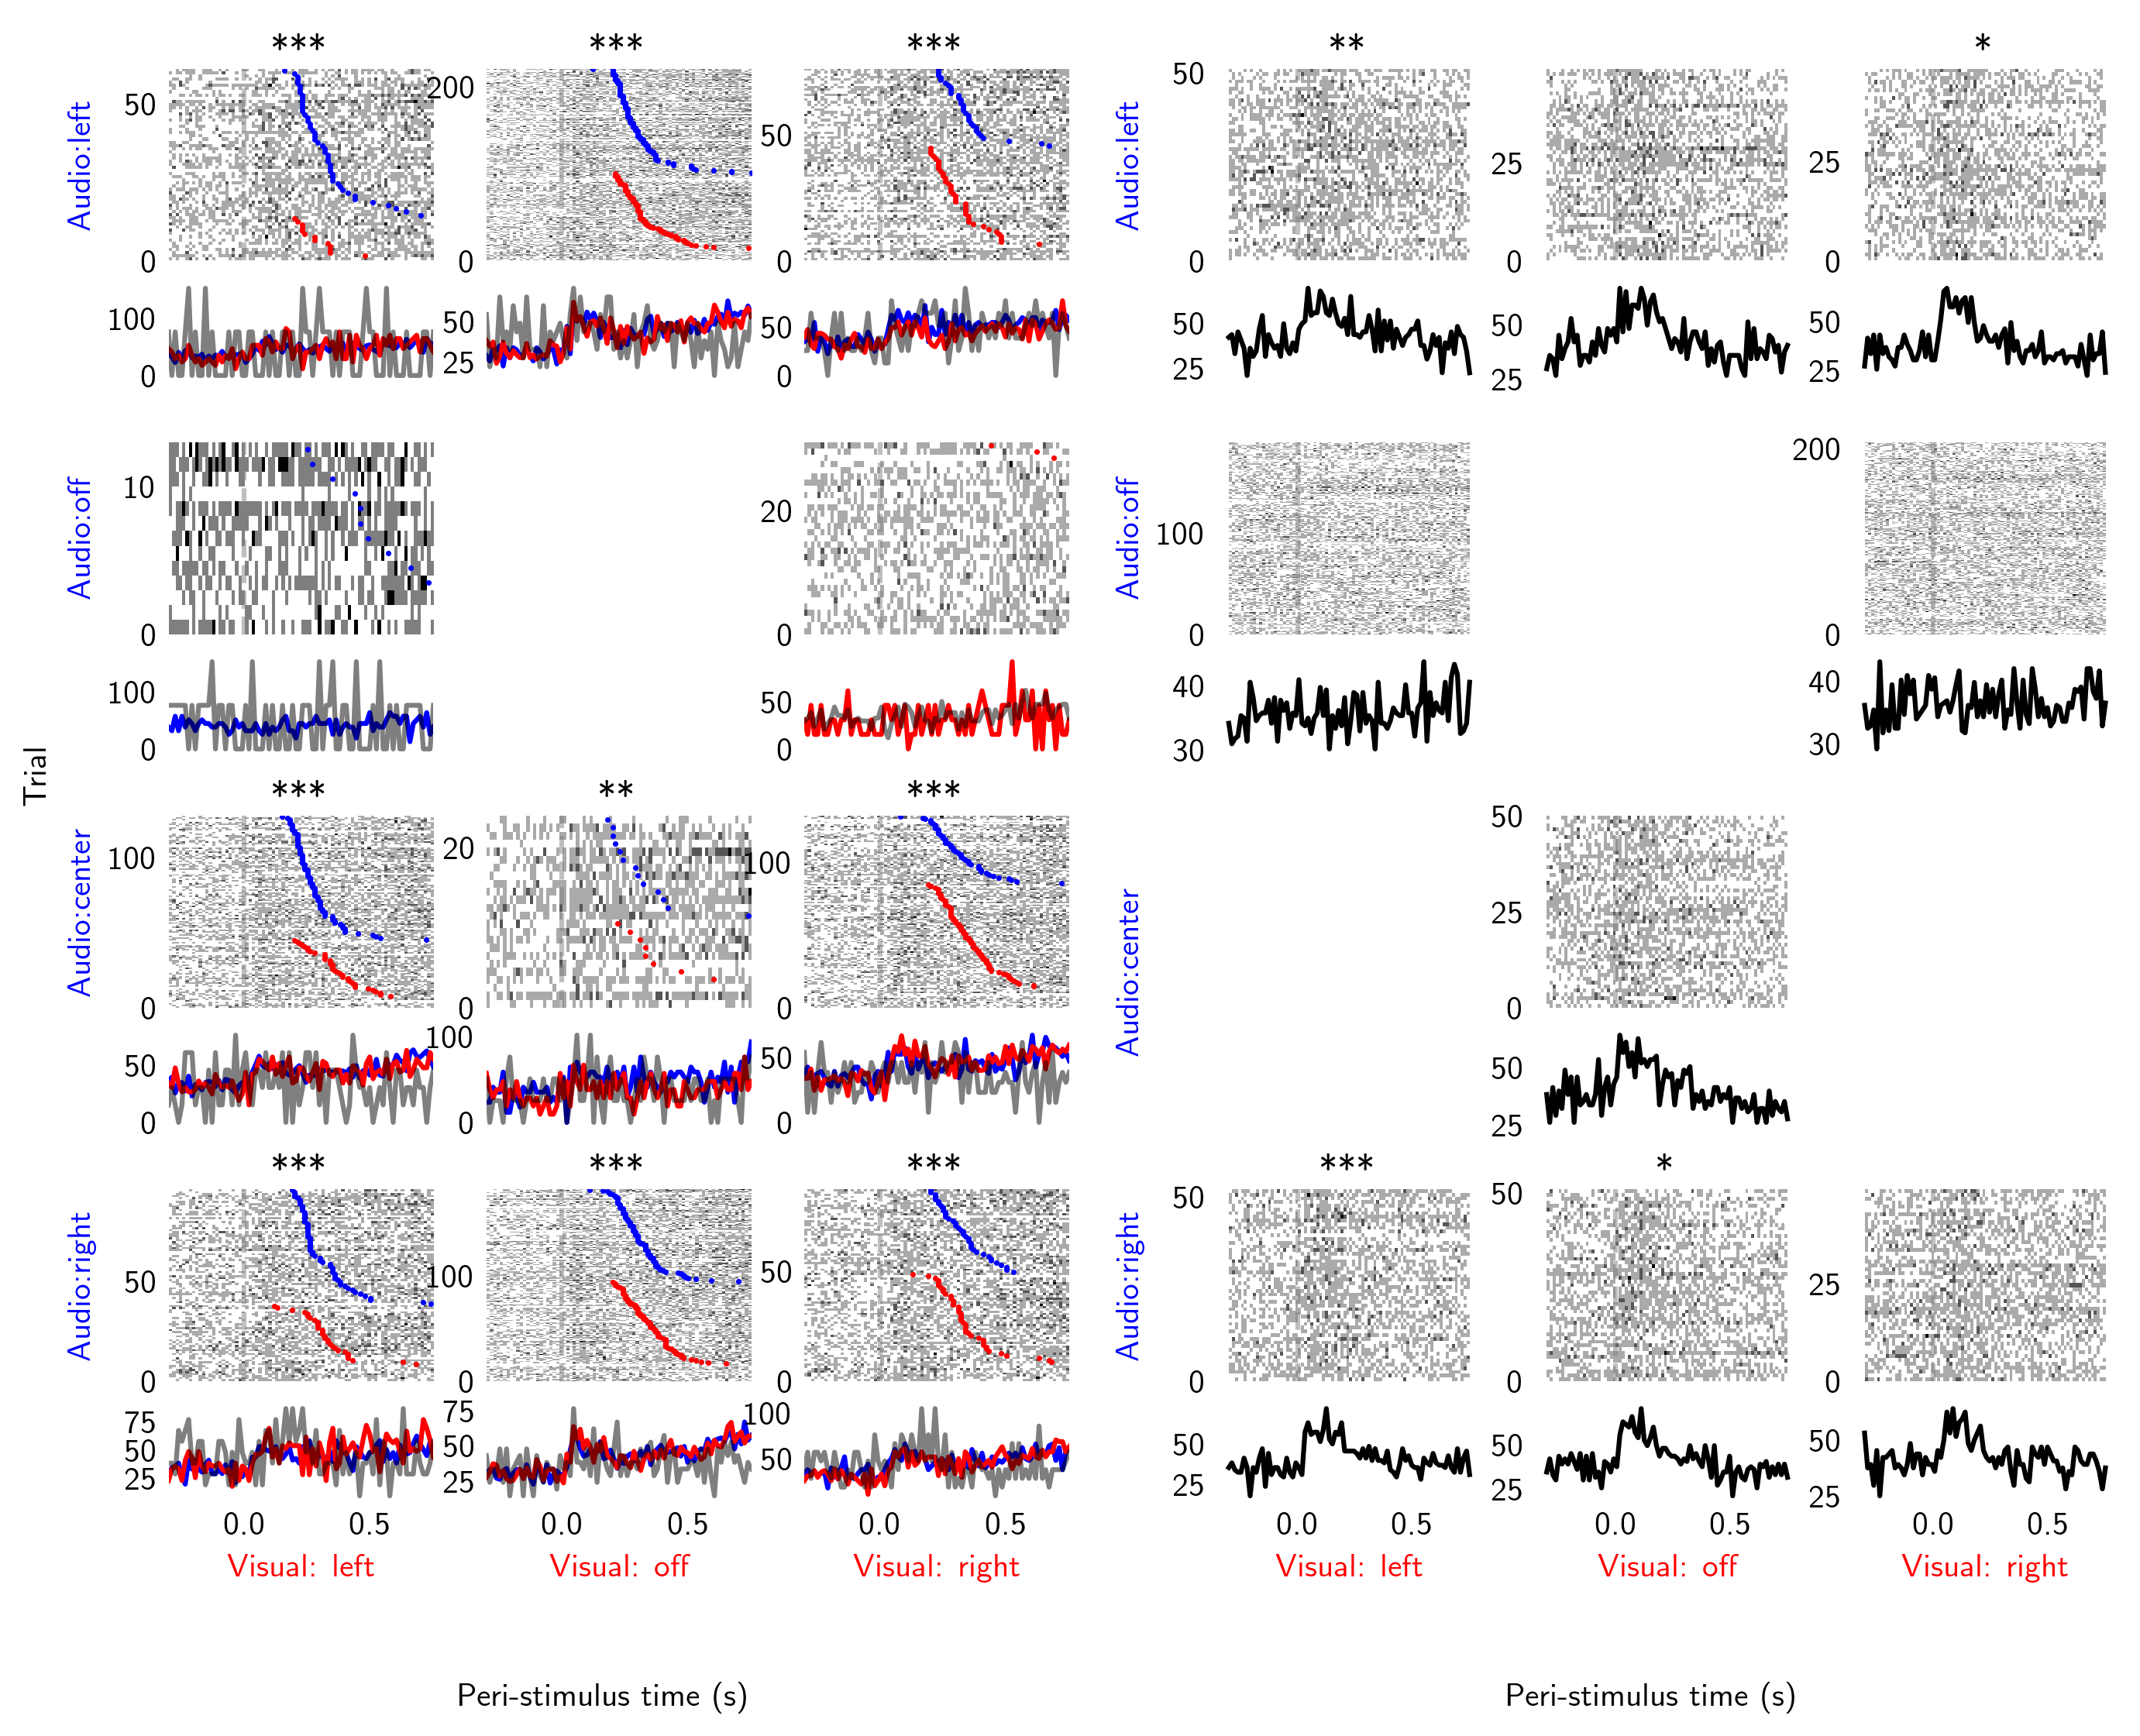 *** *** *** ** *
Audio:left 50 0 200 0 50 0 Audio:left 50 0 25 0 25 0
100 0 50 25 50 0 50 25 50 25 50 25
Audio:off 10 0 20 0 Audio:off 100 0 200 0
100 0 50 0 40 30 40 30
Trial
*** ** ***
Audio:center 100 0 20 0 100 0 Audio:center 50 25 0
50 0 100 0 50 0 50 25
*** *** *** *** *
Audio:right 50 0 100 0 50 0 Audio:right 50 0 50 0 25 0
75 50 25 75 50 25 100 50 50 25 50 25 50 25
0.0 0.5 0.0 0.5 0.0 0.5 0.0 0.5 0.0 0.5 0.0 0.5
Visual: left Visual: off Visual: right Visual: left Visual: off Visual: right
Peri-stimulus time (s) Peri-stimulus time (s)